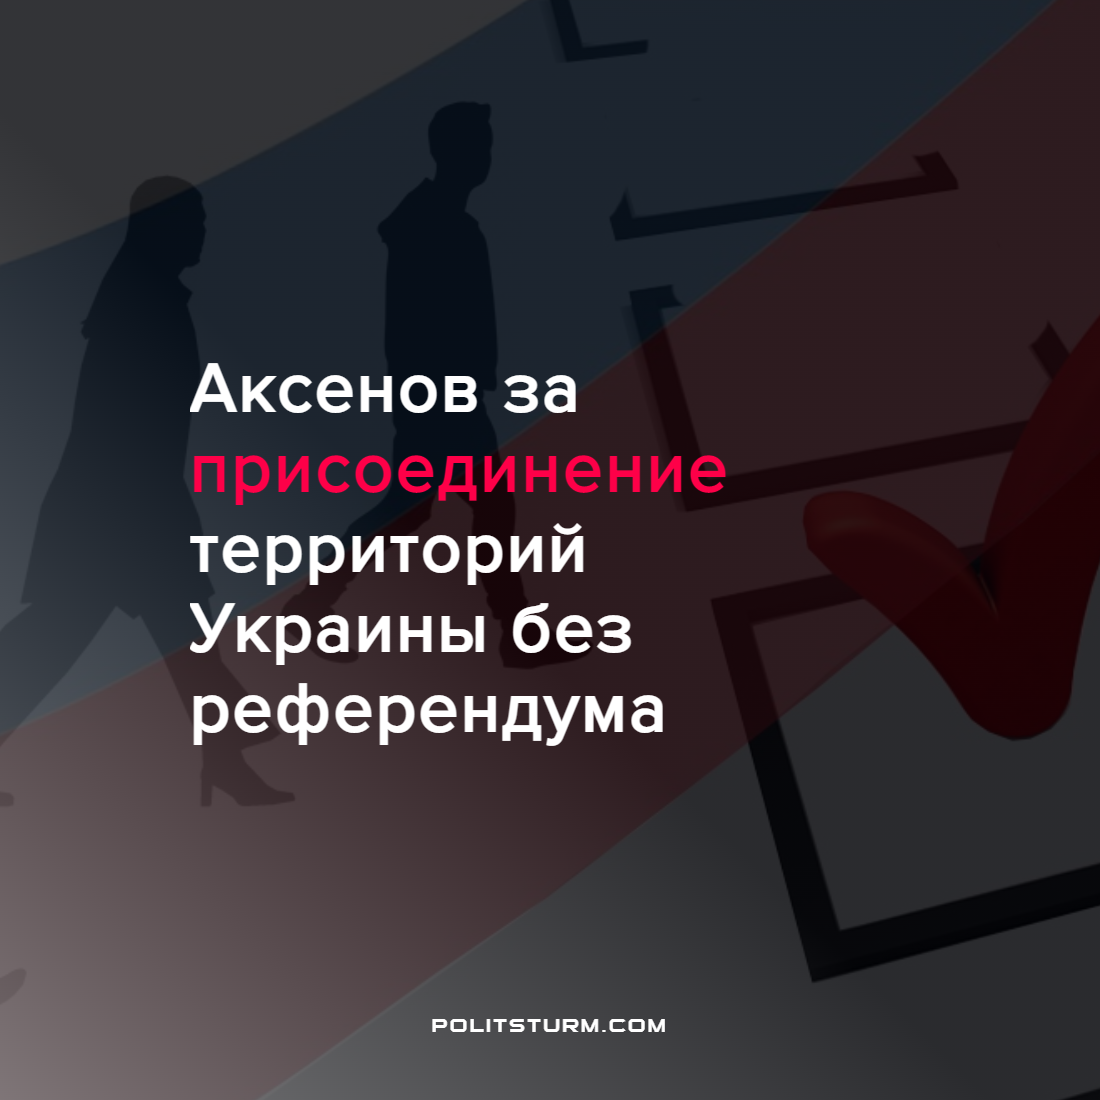 Аксенов за
присоединение
территорий
Украины без
референдума
POLITSTURM.COM